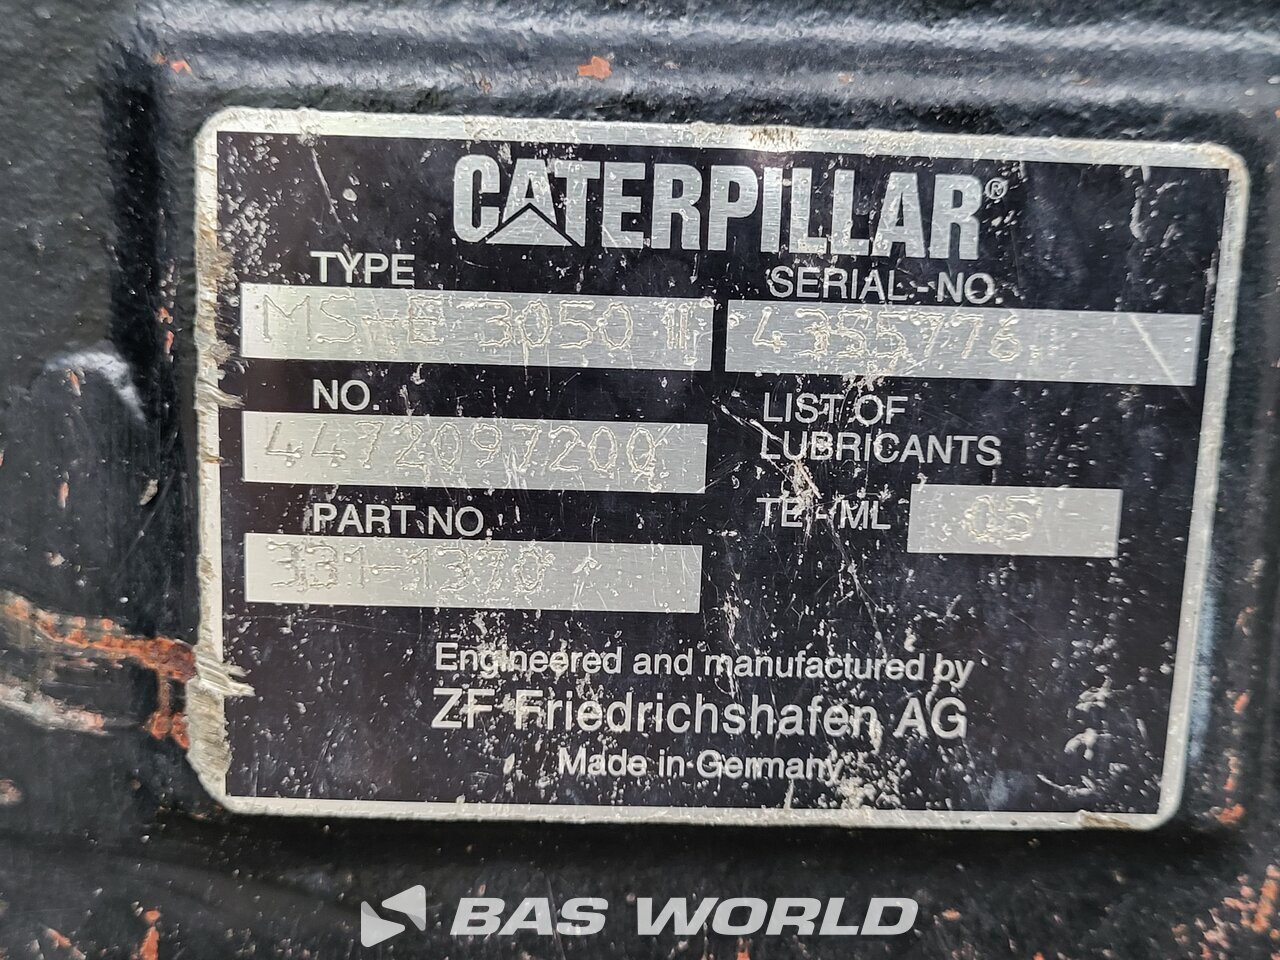 CATERPILLAR®
TYPE
SERIAL-NO.
MS-E 3050 II
NO.
4472097200
LIST OF
LUBRICANTS
PART NO.
TE-ML 05
331-1370
Engineered and manufactured by
ZF Friedrichshafen AG
Made in Germany
BAS WORLD